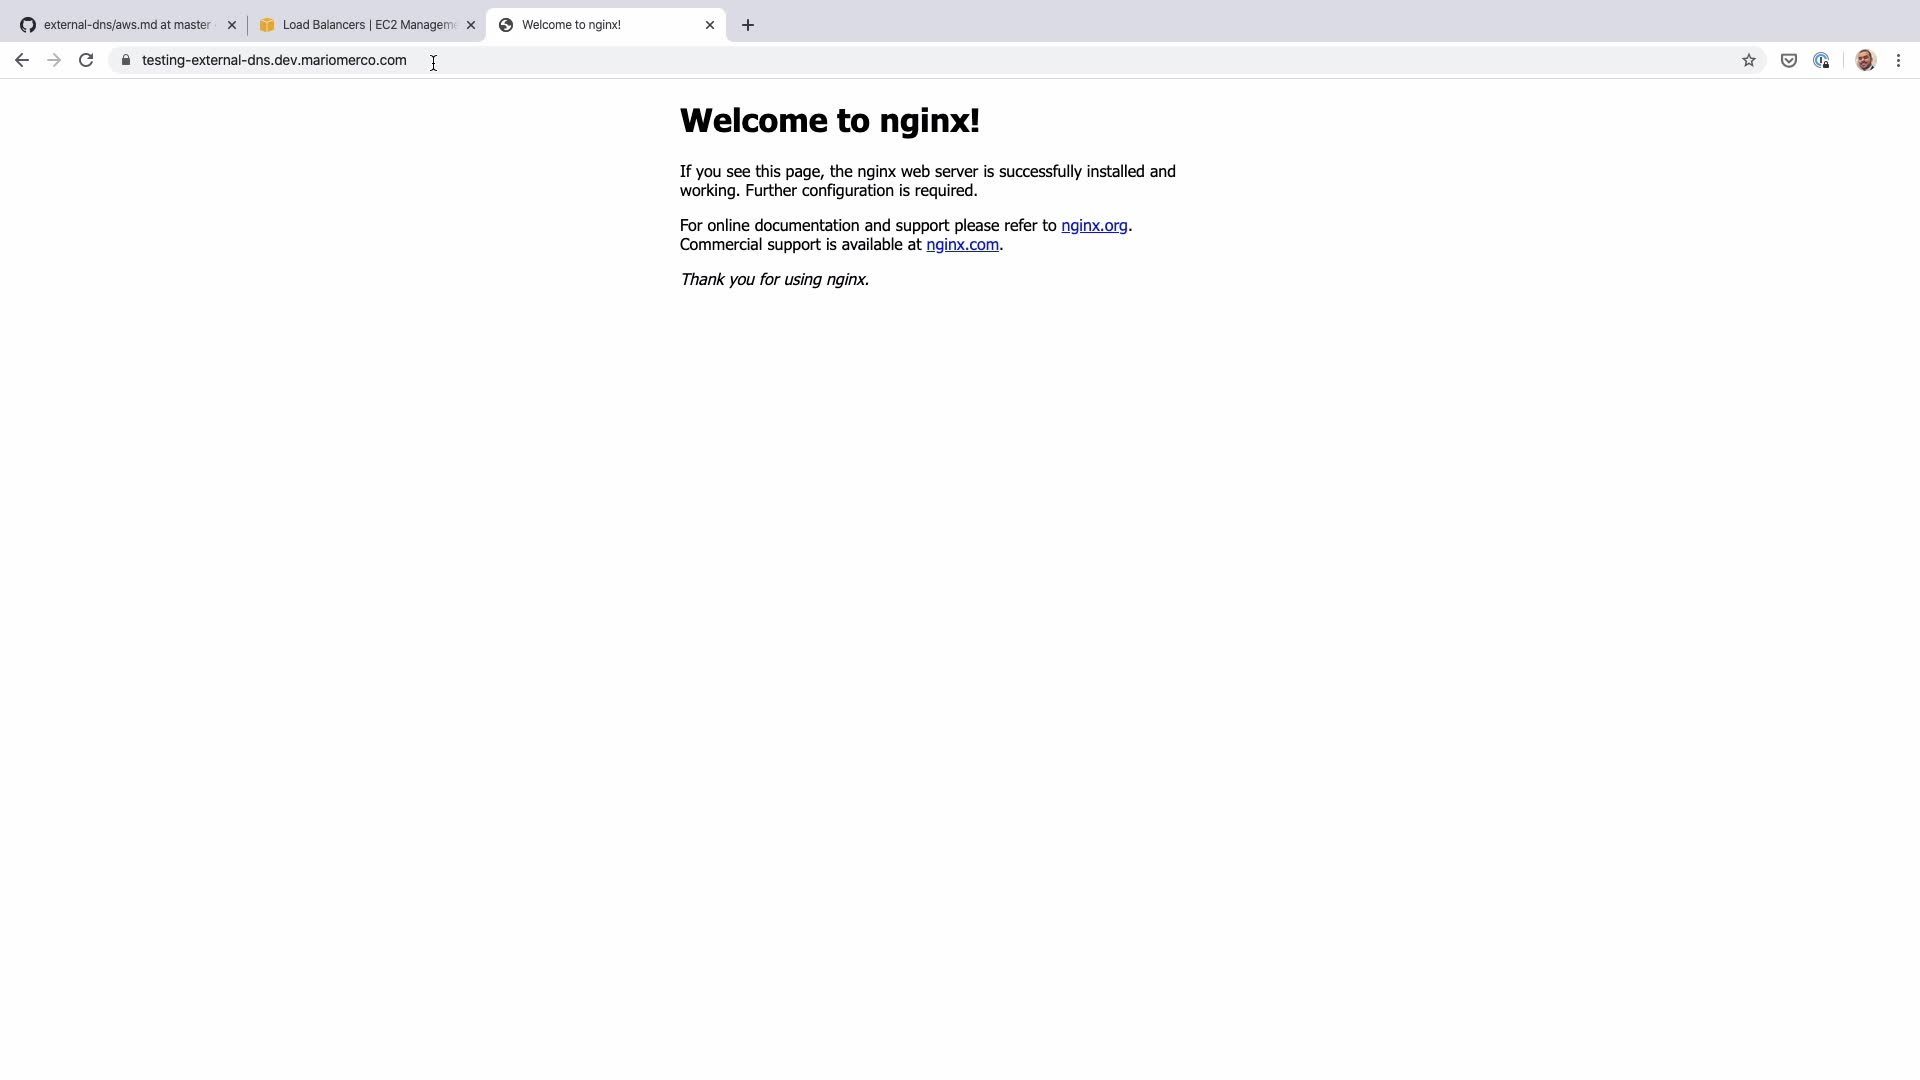 external-dns/aws.md at master
Load Balancers | EC2 Manageme
Welcome to nginx!
testing-external-dns.dev.mariomerco.com
Welcome to nginx!
If you see this page, the nginx web server is successfully installed and
working. Further configuration is required.
For online documentation and support please refer to nginx.org.
Commercial support is available at nginx.com.
Thank you for using nginx.